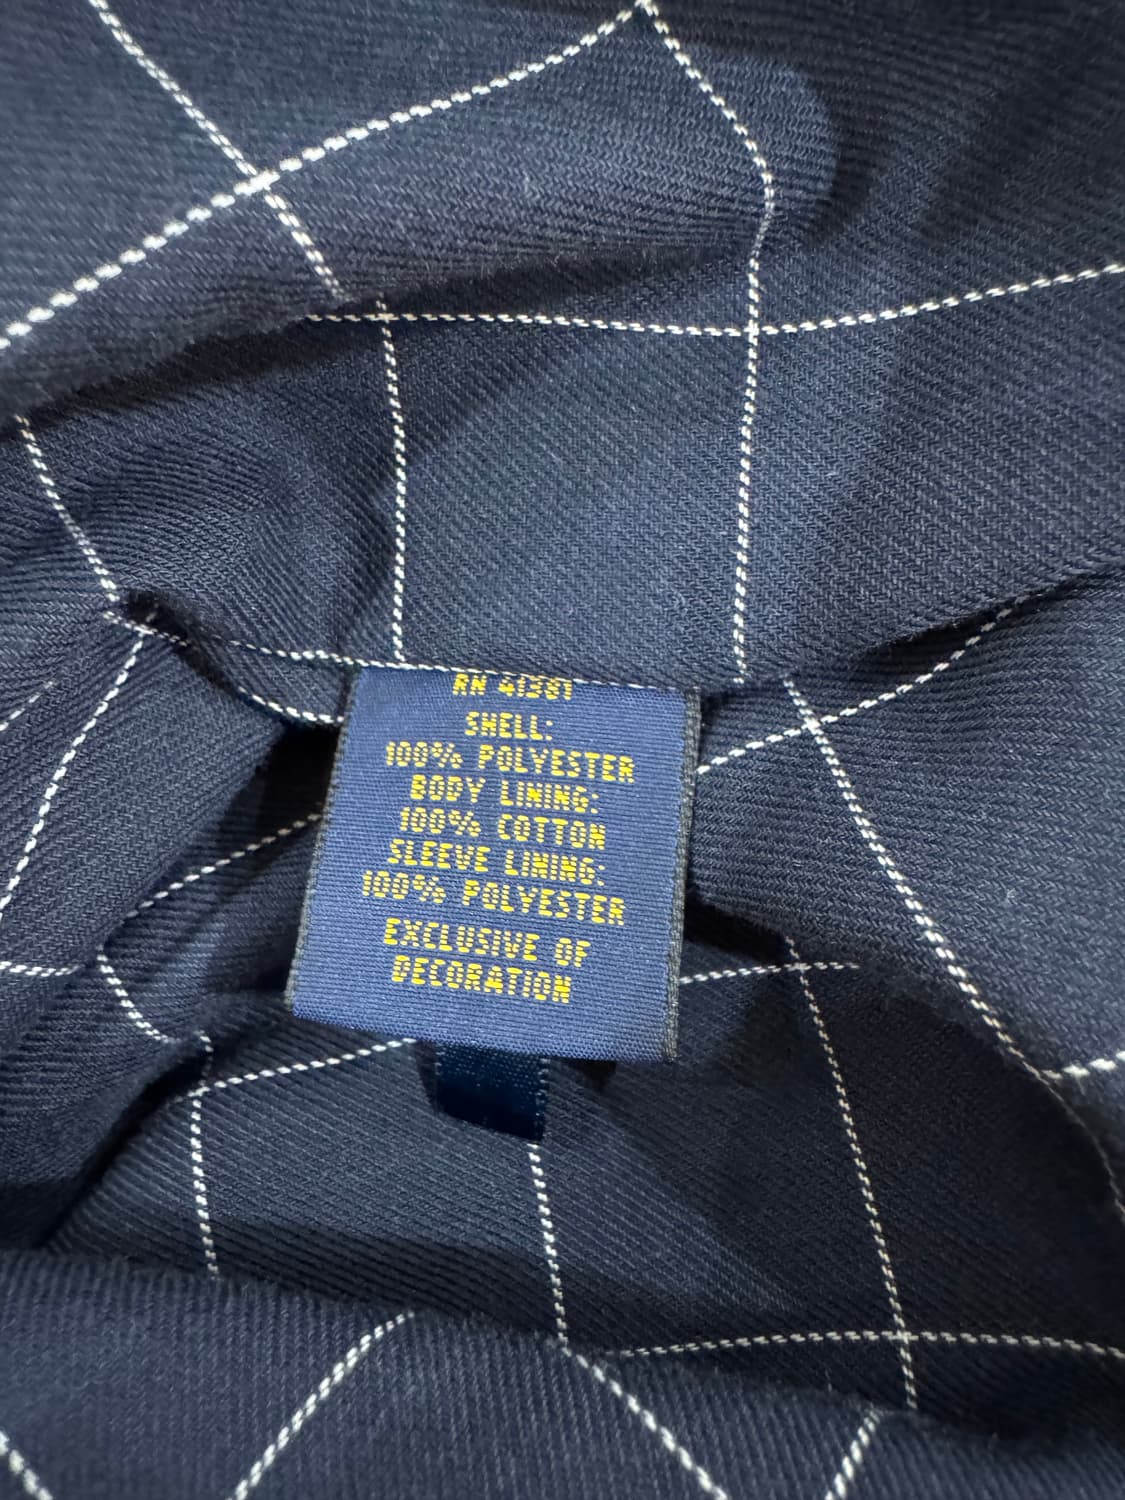 RN 41381
SHELL:
100% POLYESTER
BODY LINING:
100% COTTON
SLEEVE LINING:
100% POLYESTER
EXCLUSIVE OF
DECORATION